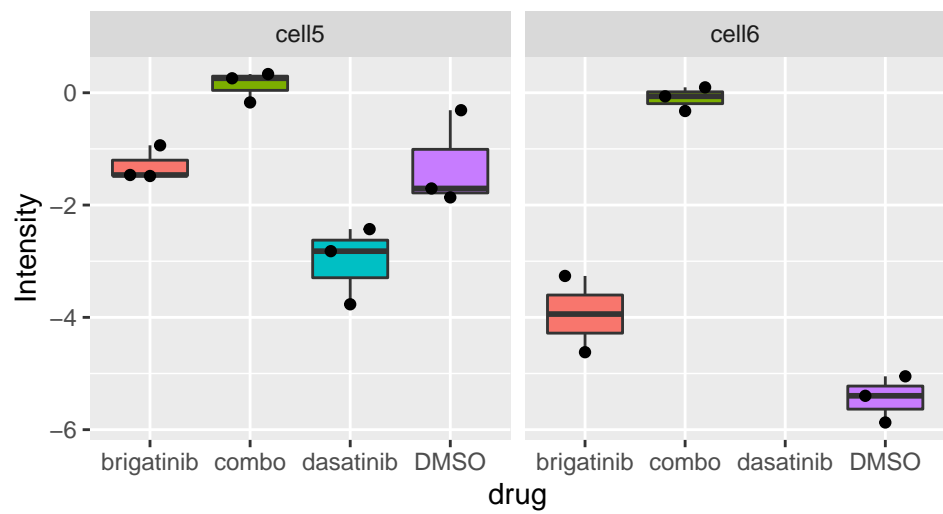 cell5 cell6
Intensity
0
−2
−4
−6
brigatinib combo dasatinib DMSO brigatinib combo dasatinib DMSO
drug